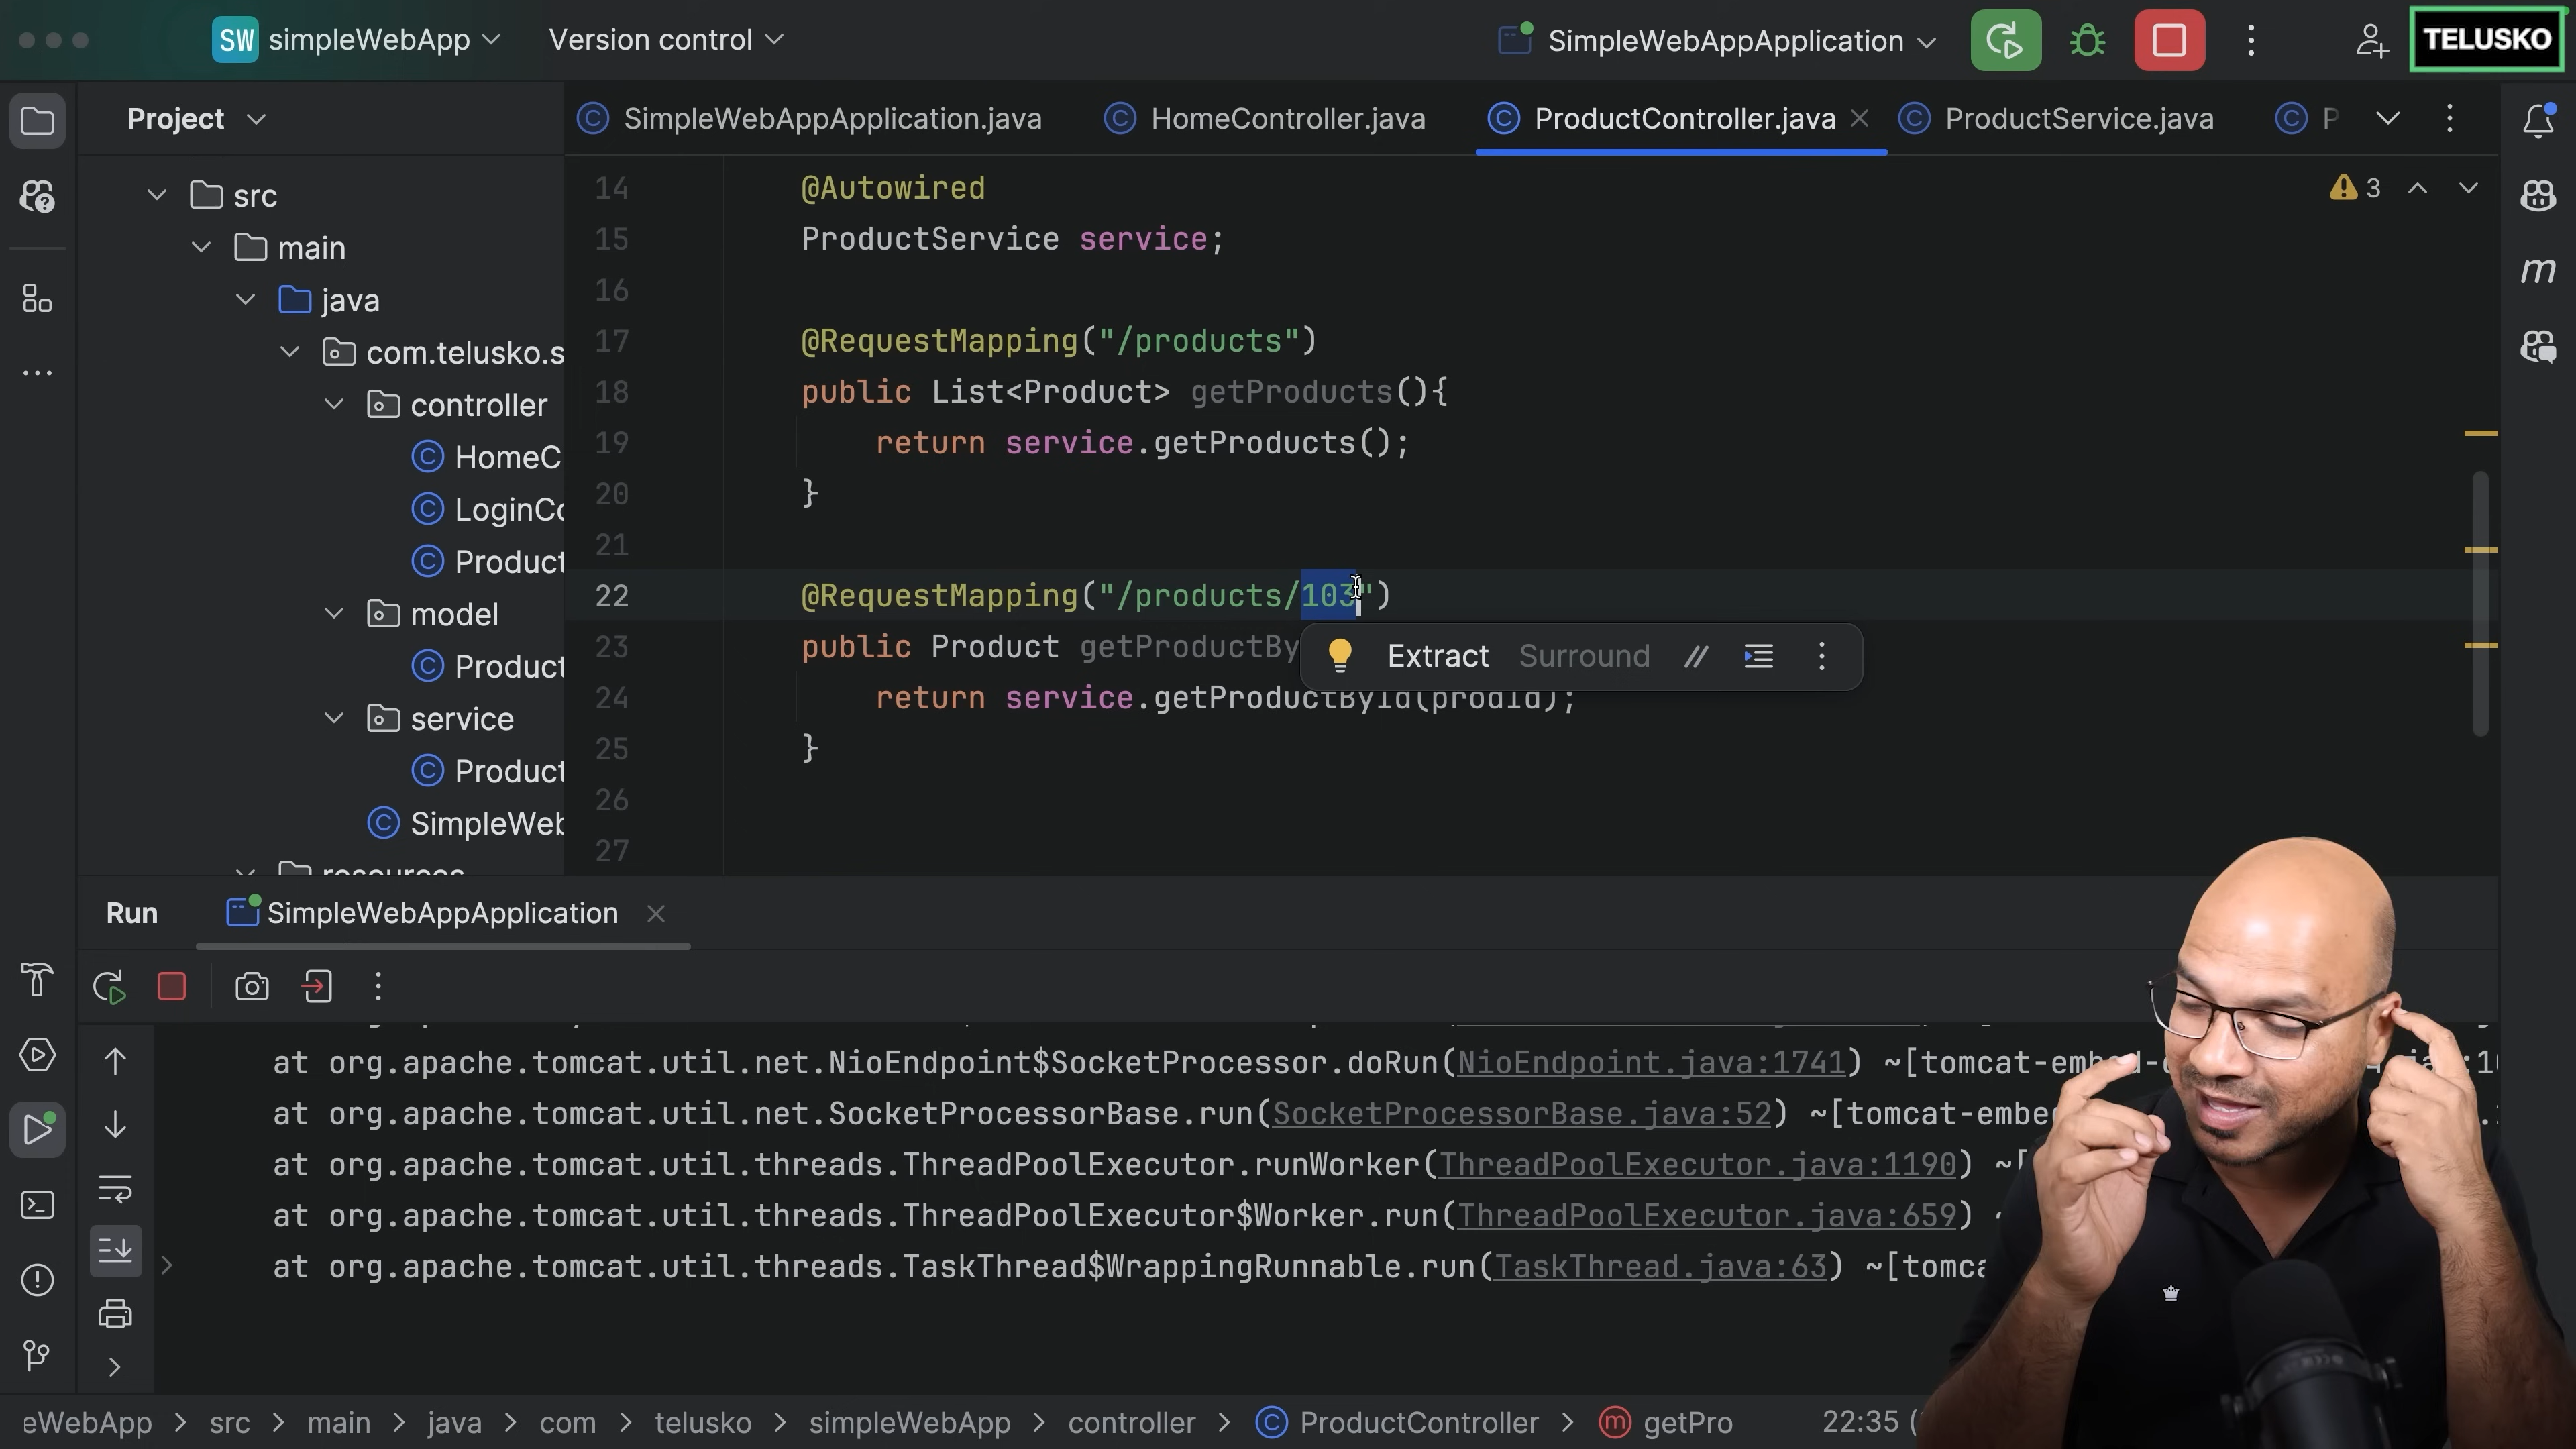 SW simpleWebApp Version control SimpleWebAppApplication TELUSKO
Project
SimpleWebAppApplication.java HomeController.java ProductController.java ProductService.java P
src
main
java
com.telusko.s
controller
HomeC
LoginCo
Product
model
Product
service
Product
SimpleWeb
resources
3
14 @Autowired
15 ProductService service;
16
17 @RequestMapping("/products")
18 public List<Product> getProducts(){
19 return service.getProducts();
20 }
21
22 @RequestMapping("/products/103")
23 public Product getProductBy
Extract Surround //
24 return service.getProductById(prodId);
25 }
26
27
m
Run SimpleWebAppApplication
at org.apache.tomcat.util.net.NioEndpoint$SocketProcessor.doRun(NioEndpoint.java:1741) ~[tomcat-embed-
at org.apache.tomcat.util.net.SocketProcessorBase.run(SocketProcessorBase.java:52) ~[tomcat-embe
at org.apache.tomcat.util.threads.ThreadPoolExecutor.runWorker(ThreadPoolExecutor.java:1190) ~[
at org.apache.tomcat.util.threads.ThreadPoolExecutor$Worker.run(ThreadPoolExecutor.java:659) ~
at org.apache.tomcat.util.threads.TaskThread$WrappingRunnable.run(TaskThread.java:63) ~[tomca
eWebApp > src > main > java > com > telusko > simpleWebApp > controller > ProductController > m getPro 22:35 (